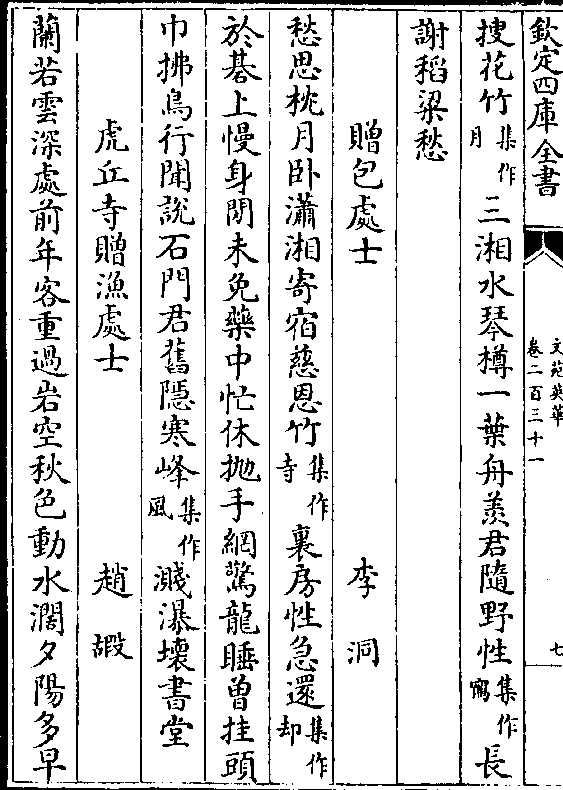 欽定四庫全書
文苑英華
卷二百三十一
七
搜花竹集作月三湘水琴樽一葉舟羨君隨野性集作窩長
謝稻粱愁
贈包處士 李洞
愁思枕月卧瀟湘寄宿慈恩竹集作寺裏房性急還集作却
於碁上慢身閒未免藥中忙休抛手網驚龍睡曽挂頭
巾拂鳥行聞說石門君舊隠寒峰集作風濺瀑壊書堂
虎丘寺贈漁處士 趙嘏
蘭若雲深處前年客重過岩空秋色動水濶夕陽多早